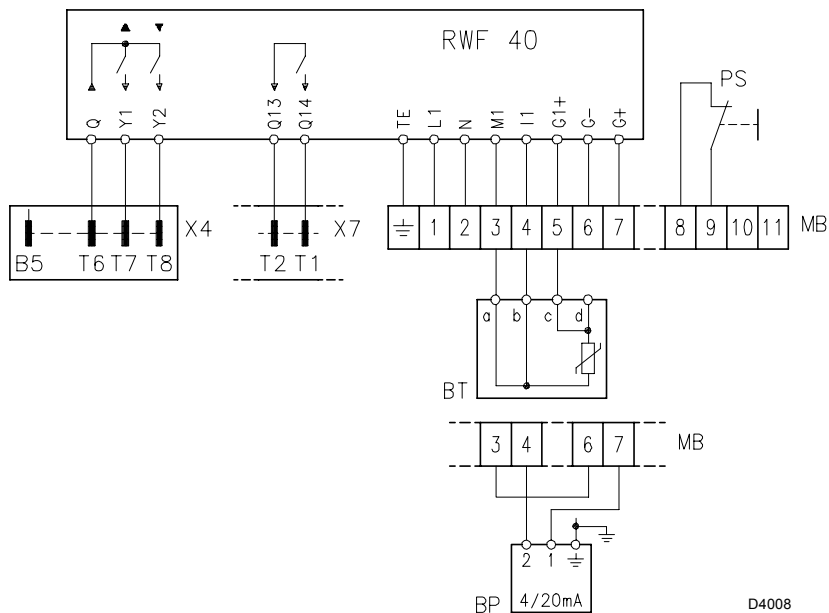 RWF 40
Q Y1 Y2 Q13 Q14 TE L1 N M1 I1 G1+ G- G+
PS
X4
B5 T6 T7 T8
X7
T2 T1
1 2 3 4 5 6 7 8 9 10 11 MB
a b c d
BT
3 4 6 7 MB
2 1
BP 4/20mA
D4008